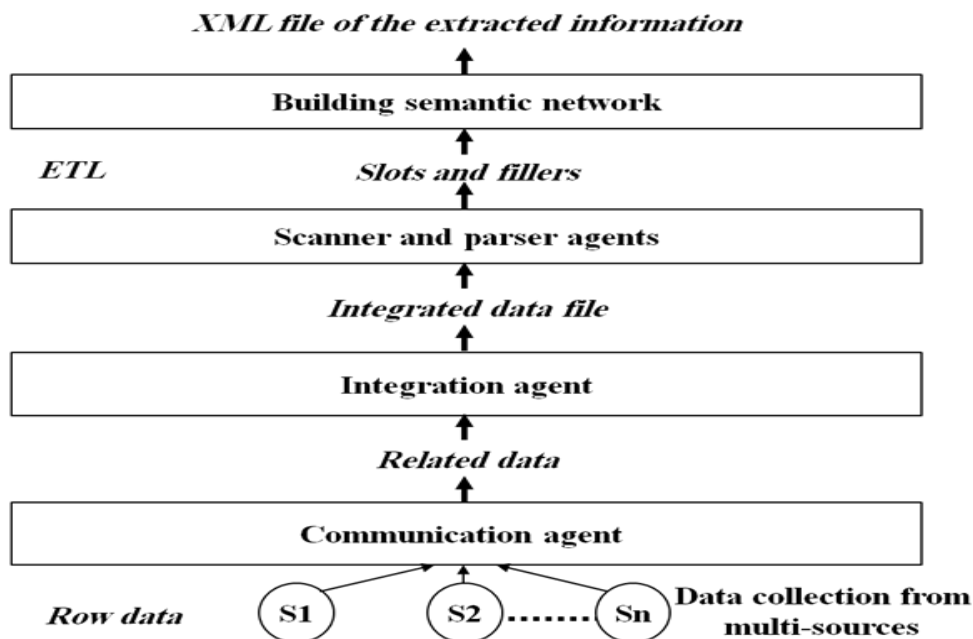 XML file of the extracted information
Building semantic network
ETL
Slots and fillers
Scanner and parser agents
Integrated data file
Integration agent
Related data
Communication agent
Row data
S1
S2
Sn
Data collection from
multi-sources